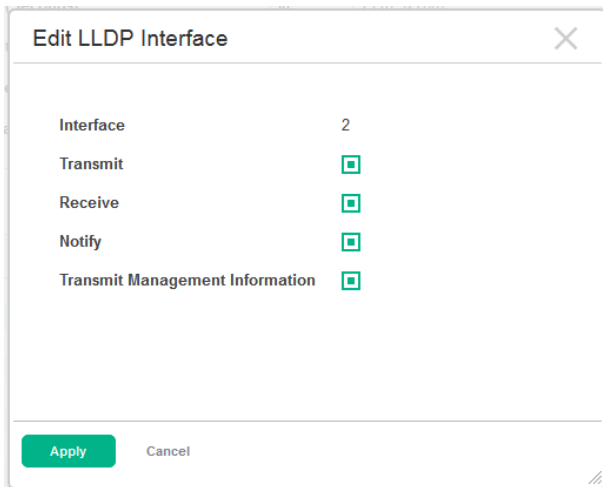 Edit LLDP Interface
Interface 2
Transmit
Receive
Notify
Transmit Management Information
Apply Cancel